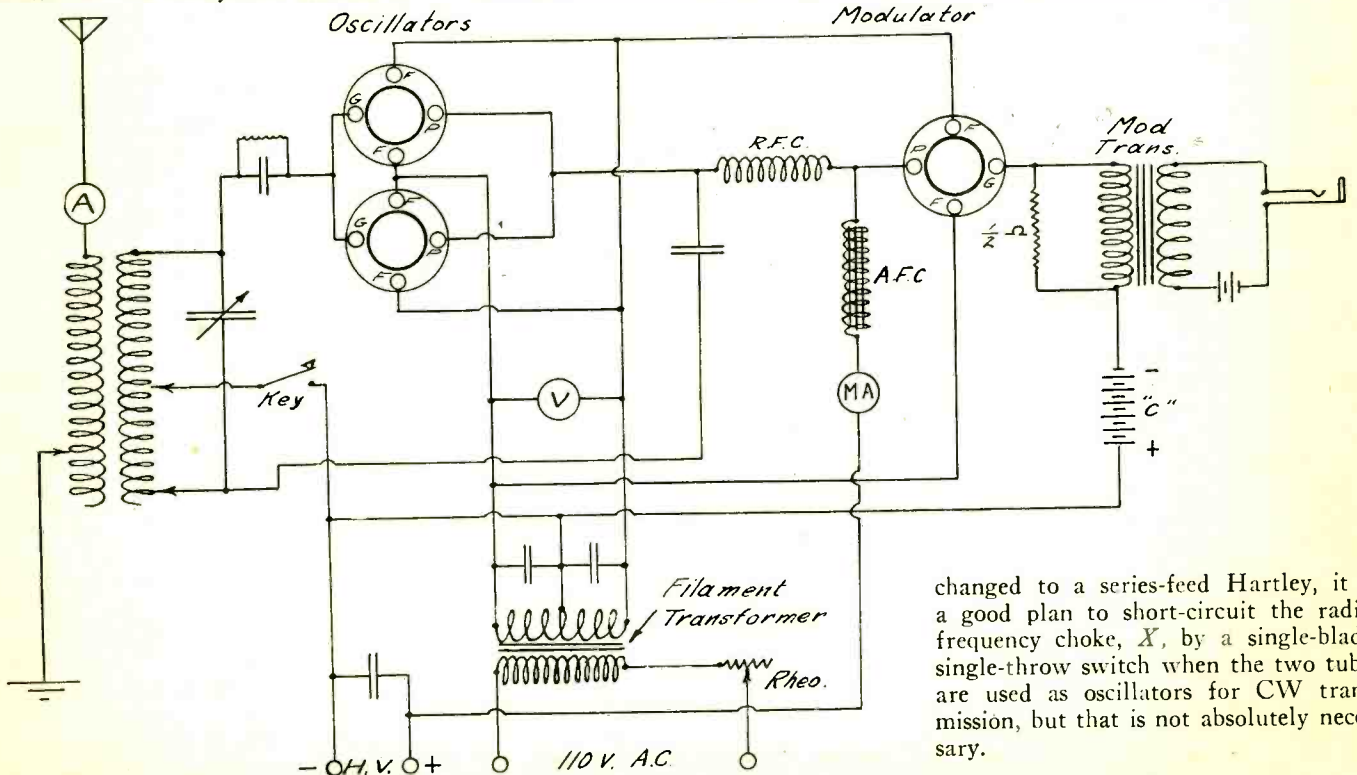 Oscillators
Modulator
F
G
P
F
F
G
P
F
A
R.F.C.
P
F
G
F
Mod
Trans.
1/2 Ω
A.F.C
Key
V
MA
-
"C"
+
Filament
Transformer
Rheo.
- H.V. +
110 V. A.C.
changed to a series-feed Hartley, it
a good plan to short-circuit the radi
frequency choke, X, by a single-blad
single-throw switch when the two tub
are used as oscillators for CW tran
mission, but that is not absolutely nece
sary.